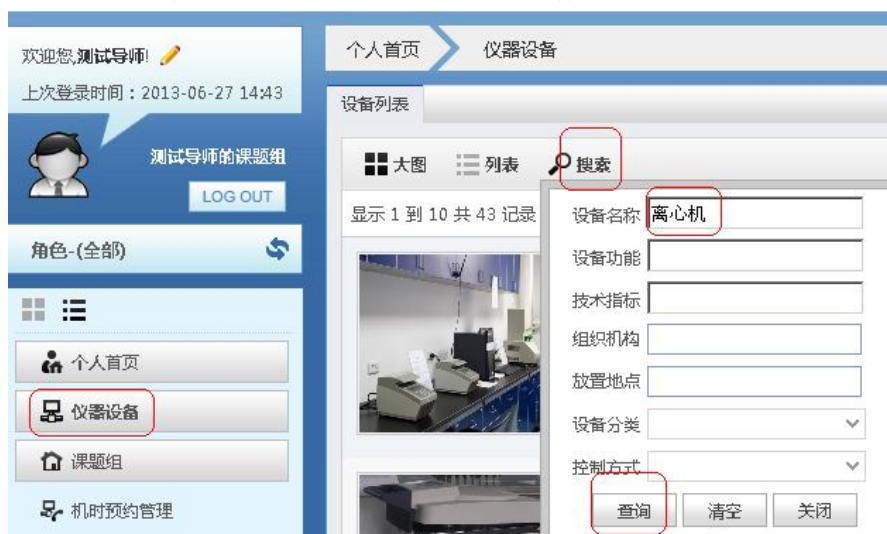 欢迎您,测试导师!
上次登录时间：2013-06-27 14:43
测试导师的课题组
LOG OUT
角色-(全部)
个人首页
仪器设备
课题组
机时预约管理
个人首页 仪器设备
设备列表
大图 列表 搜索
显示 1 到 10 共 43 记录
设备名称 离心机
设备功能
技术指标
组织机构
放置地点
设备分类
控制方式
查询 清空 关闭